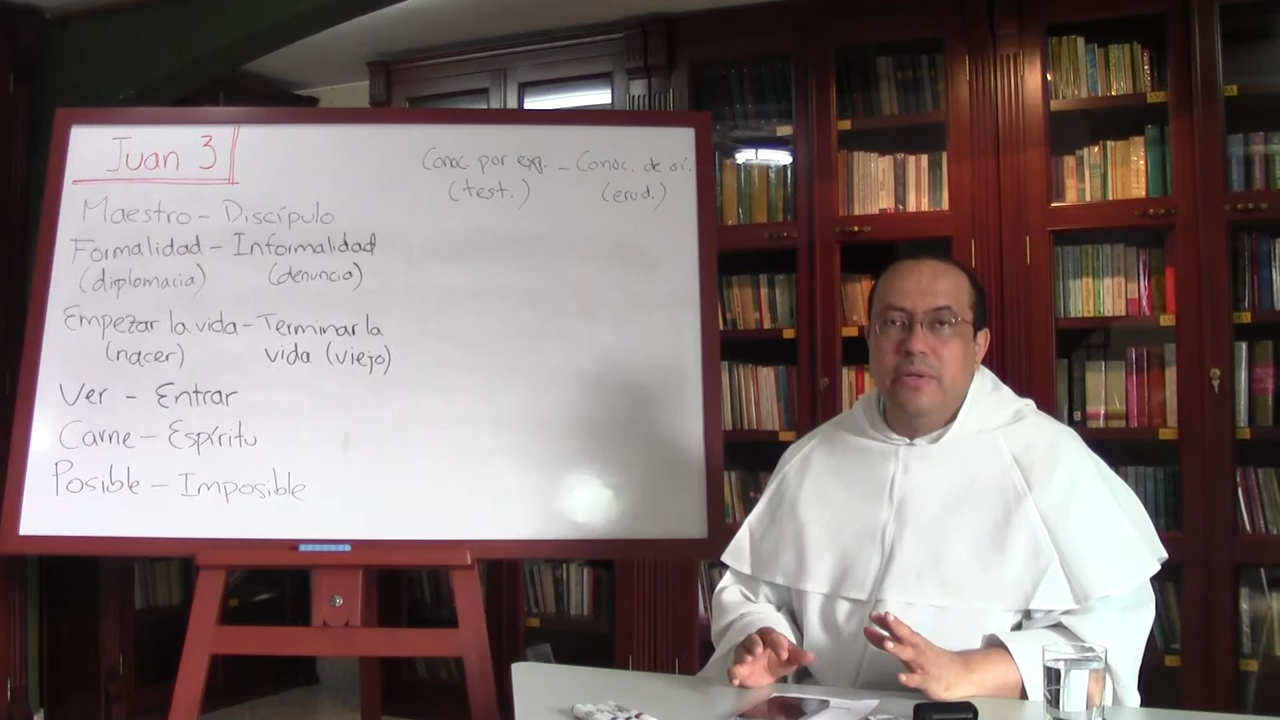 Juan 3
Maestro - Discípulo
Formalidad - Informalidad
(diplomacia) (denuncia)
Empezar la vida - Terminar la
(nacer) vida (viejo)
Ver - Entrar
Carne - Espíritu
Posible - Imposible
Conoc. por exp. - Conoc. de oí.
(test.) (erud.)